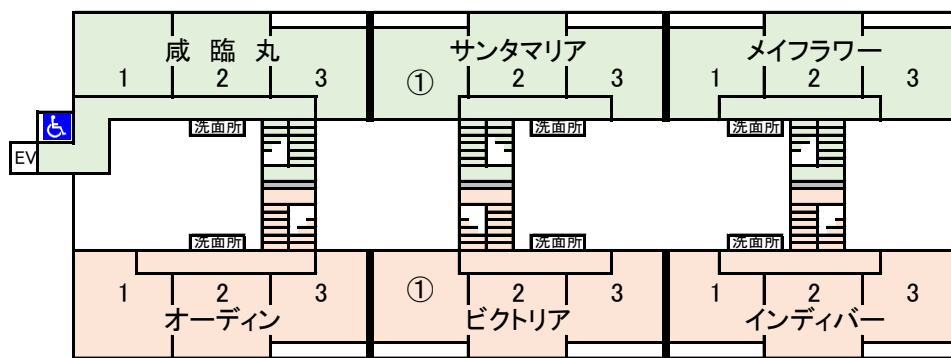 咸臨丸 サンタマリア メイフラワー
1 2 3 ① 2 3 1 2 3
EV
洗面所 洗面所 洗面所
洗面所 洗面所 洗面所
1 2 3 ① 2 3 1 2 3
オーディン ビクトリア インディバー